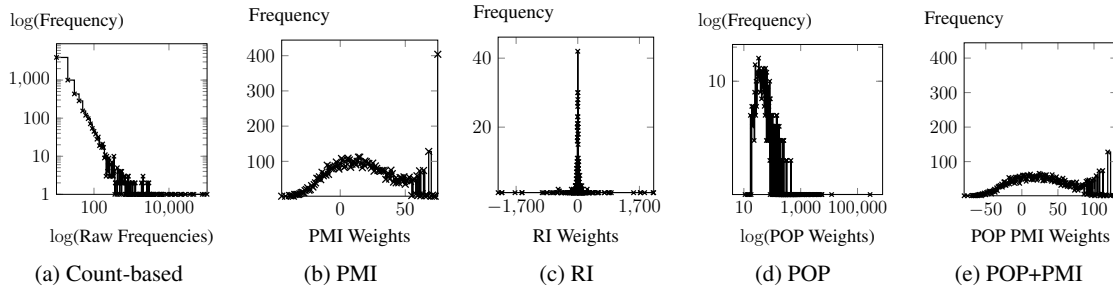 log(Frequency)
1,000
100
10
1
100
10,000
log(Raw Frequencies)
(a) Count-based
Frequency
400
300
200
100
0
50
PMI Weights
(b) PMI
Frequency
40
20
−1,700
0
1,700
RI Weights
(c) RI
log(Frequency)
10
10
1,000
100,000
log(POP Weights)
(d) POP
Frequency
400
300
200
100
−50
0
50
100
POP PMI Weights
(e) POP+PMI